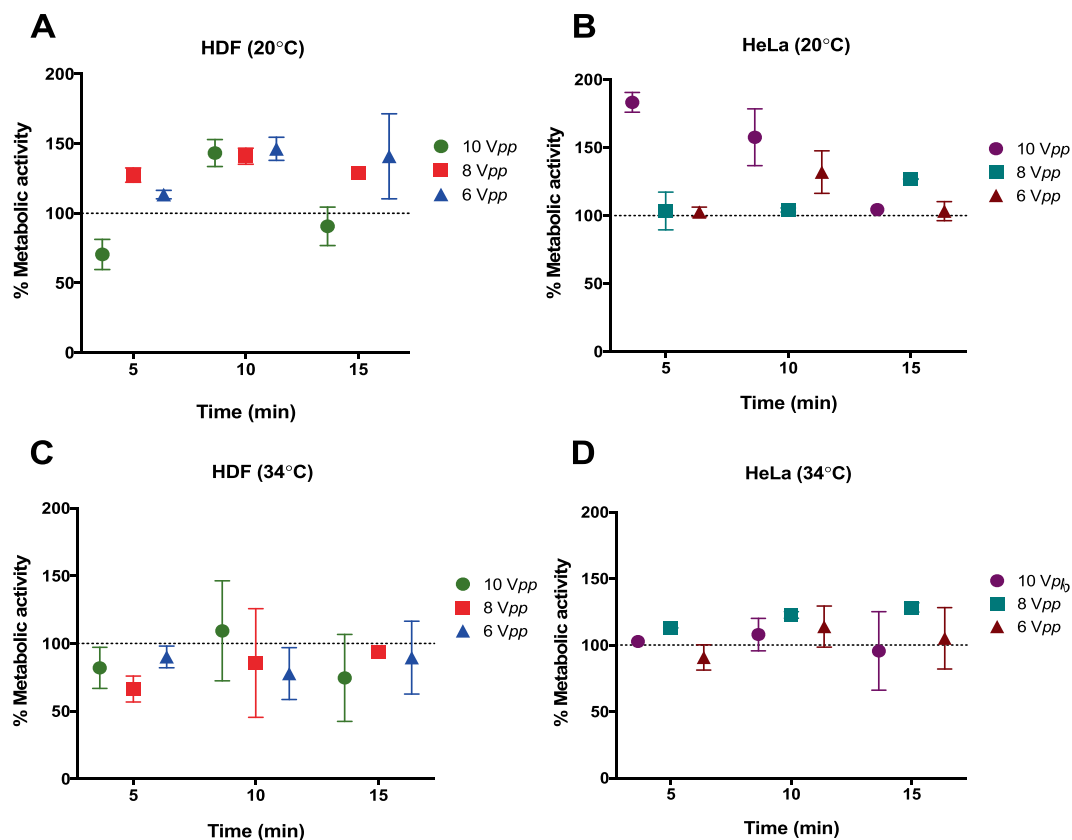 A
HDF (20°C)
% Metabolic activity
200
150
100
50
0
5
10
15
Time (min)
10 Vpp
8 Vpp
6 Vpp
B
HeLa (20°C)
% Metabolic activity
200
150
100
50
0
5
10
15
Time (min)
10 Vpp
8 Vpp
6 Vpp
C
HDF (34°C)
% Metabolic activity
200
150
100
50
0
5
10
15
Time (min)
10 Vpp
8 Vpp
6 Vpp
D
HeLa (34°C)
% Metabolic activity
200
150
100
50
0
5
10
15
Time (min)
10
8 Vpp
6 Vpp